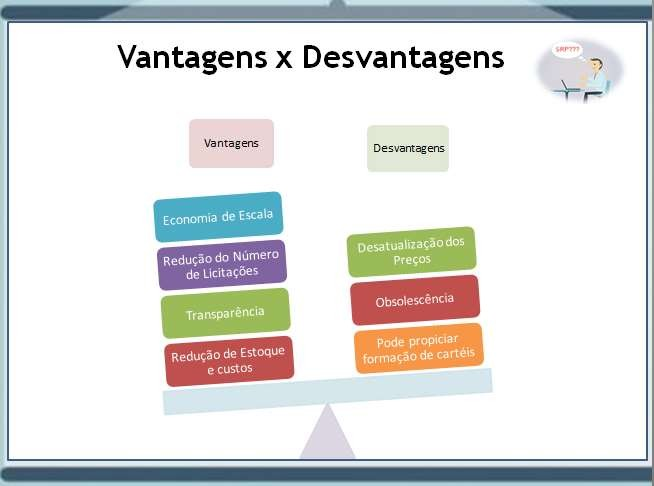 Vantagens x Desvantagens
SRP???
Vantagens
Desvantagens
Economia de Escala
Redução do Número
de Licitações
Transparência
Redução de Estoque
e custos
Desatualização dos
Preços
Obsolescência
Pode propiciar
formação de cartéis